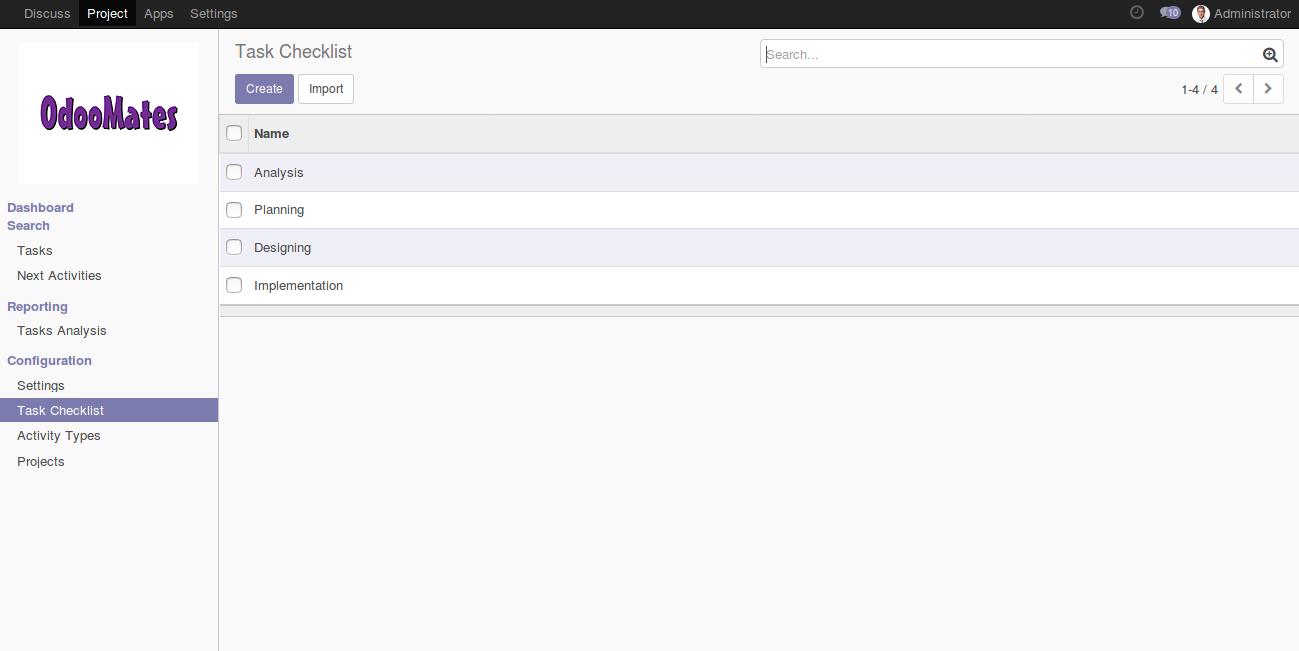 Discuss Project Apps Settings 10 Administrator
OdooMates
Dashboard
Search
Tasks
Next Activities
Reporting
Tasks Analysis
Configuration
Settings
Task Checklist
Activity Types
Projects
Task Checklist
Search...
Create Import
1-4 / 4
Name
Analysis
Planning
Designing
Implementation